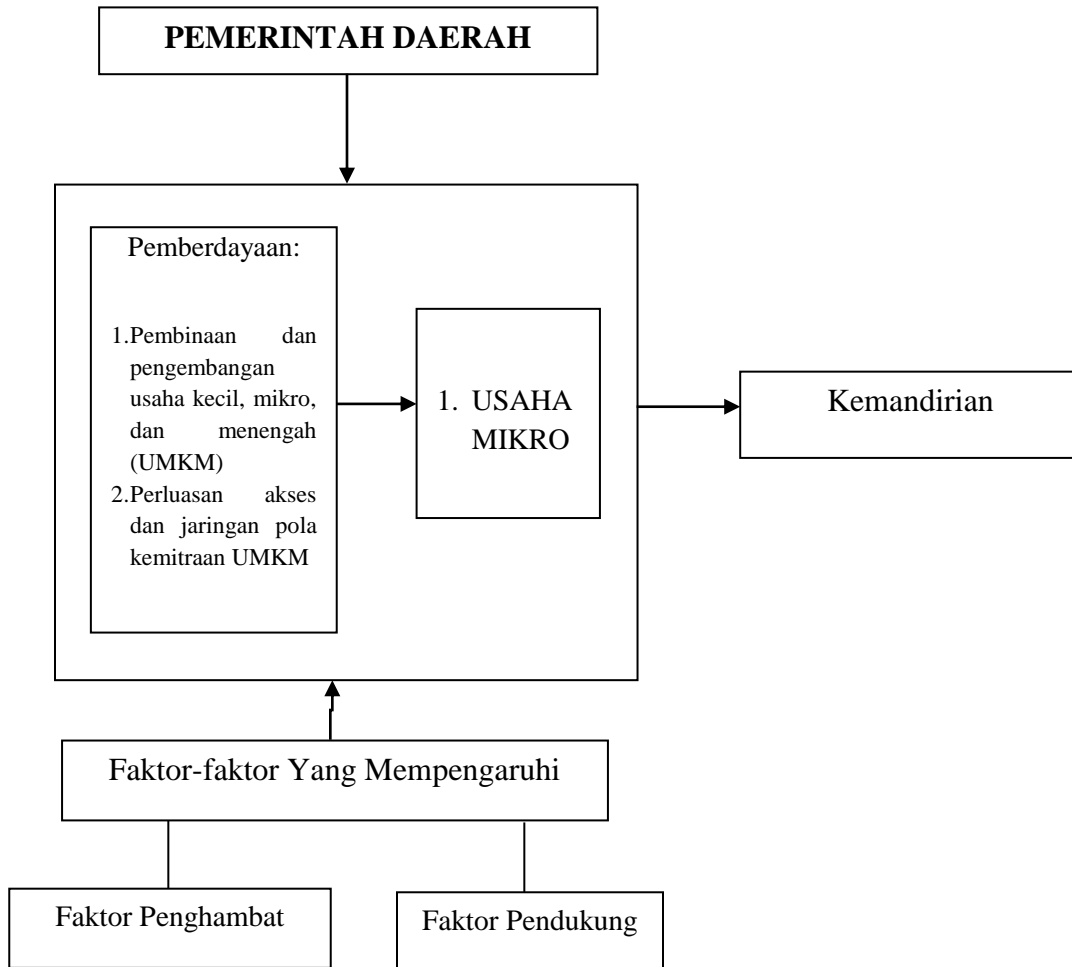 PEMERINTAH DAERAH
Pemberdayaan:
1.Pembinaan dan
pengembangan
usaha kecil, mikro,
dan menengah
(UMKM)
2.Perluasan akses
dan jaringan pola
kemitraan UMKM
1. USAHA
MIKRO
Kemandirian
Faktor-faktor Yang Mempengaruhi
Faktor Penghambat
Faktor Pendukung